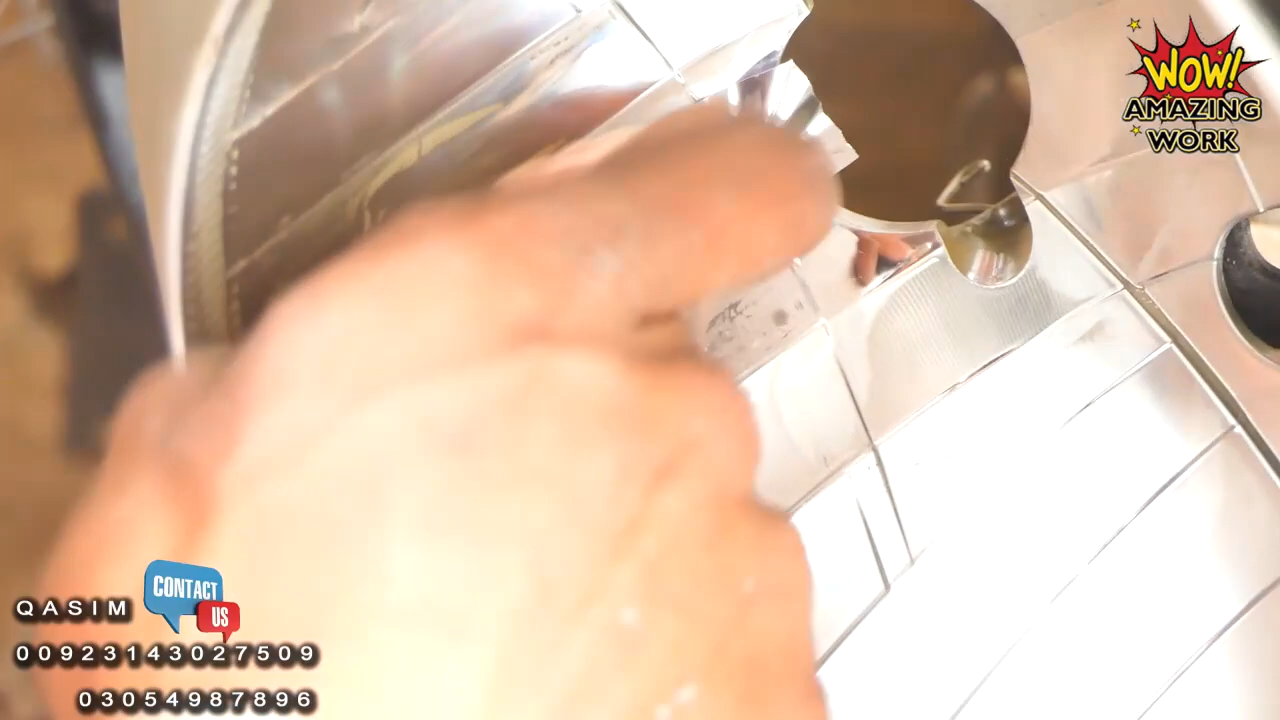 WOW!
AMAZING
WORK
CONTACT
US
QASIM
00923143027509
03054987896